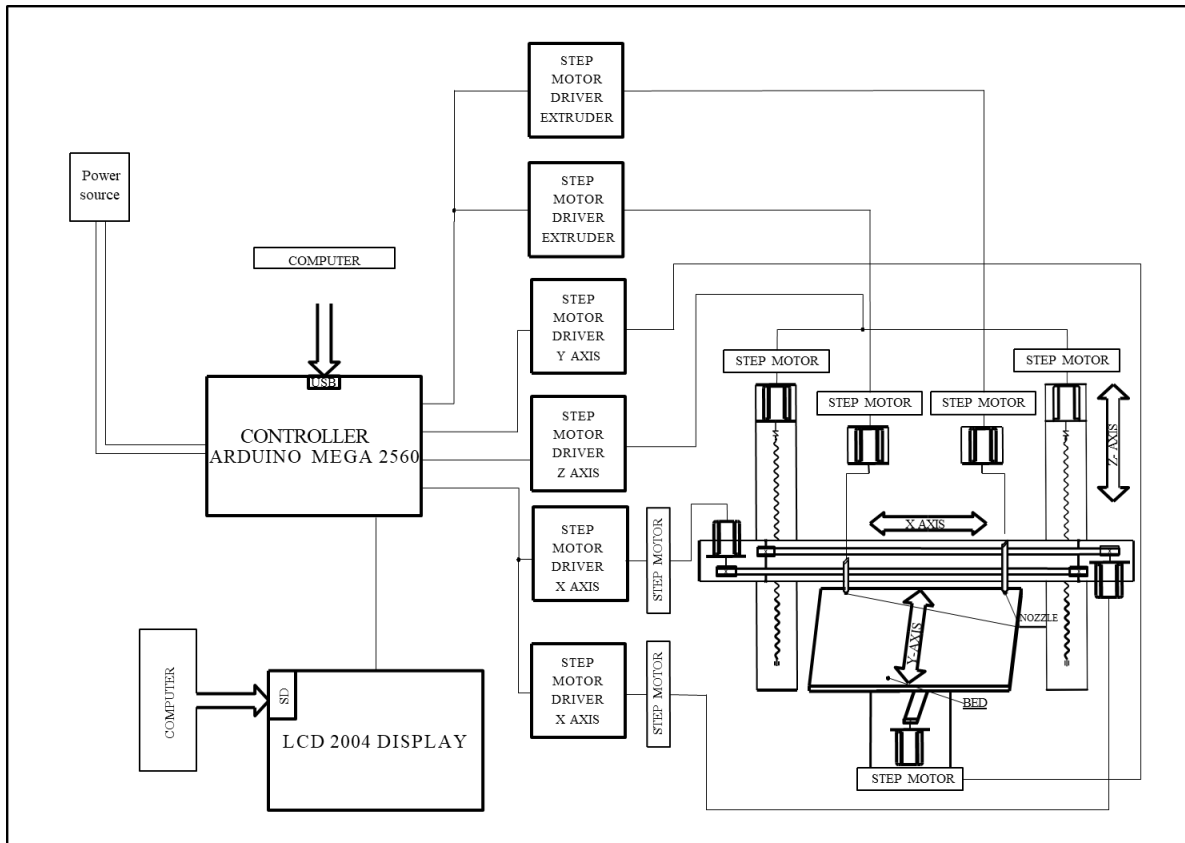 STEP
MOTOR
DRIVER
EXTRUDER
Power
source
STEP
MOTOR
DRIVER
EXTRUDER
COMPUTER
STEP
MOTOR
DRIVER
Y AXIS
USB
CONTROLLER
ARDUINO MEGA 2560
STEP
MOTOR
DRIVER
Z AXIS
STEP MOTOR
STEP MOTOR
STEP MOTOR
STEP MOTOR
Z- AXIS
X AXIS
STEP
MOTOR
DRIVER
X AXIS
STEP MOTOR
NOZZLE
Y-AXIS
BED
STEP MOTOR
STEP
MOTOR
DRIVER
X AXIS
STEP MOTOR
COMPUTER
SD
LCD 2004 DISPLAY